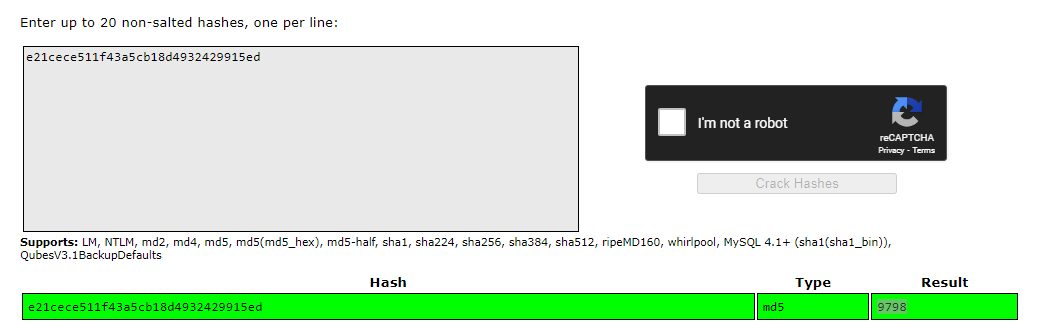 Enter up to 20 non-salted hashes, one per line:
e21cece511f43a5cb18d4932429915ed
I'm not a robot
reCAPTCHA
Privacy - Terms
Crack Hashes
Supports: LM, NTLM, md2, md4, md5, md5(md5_hex), md5-half, sha1, sha224, sha256, sha384, sha512, ripeMD160, whirlpool, MySQL 4.1+ (sha1(sha1_bin)),
QubesV3.1BackupDefaults
Hash Type Result
e21cece511f43a5cb18d4932429915ed md5 9798